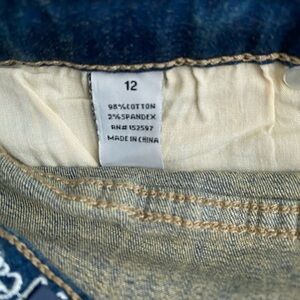 12
98%COTTON
2%SPANDEX
RN# 152597
MADE IN CHINA